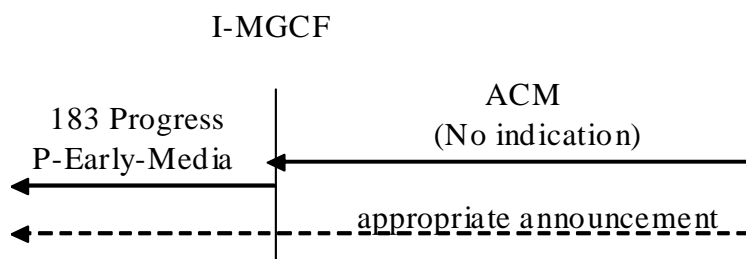 I-MGCF
ACM
183 Progress
(No indication)
P-Early-Media
appropriate announcement